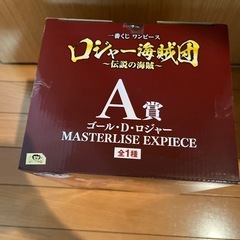 一番くじ ワンピース
ロジャー海賊団
～伝説の海賊～
A賞
ゴール・D・ロジャー
MASTERLISE EXPIECE
全1種